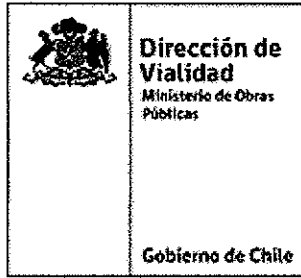 Dirección de
Vialidad
Ministerio de Obras
Públicas
Gobierno de Chile